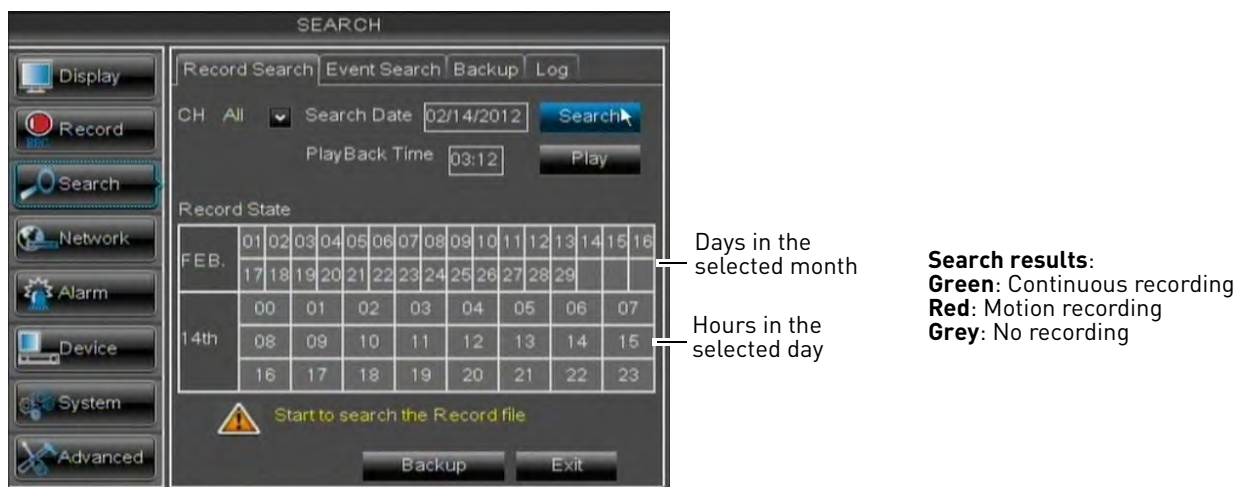 SEARCH
Display
Record
REC
Search
Network
Alarm
Device
System
Advanced
Record Search Event Search Backup Log
CH All Search Date 02/14/2012 Search
PlayBack Time 03:12 Play
Record State
FEB. 01 02 03 04 05 06 07 08 09 10 11 12 13 14 15 16
17 18 19 20 21 22 23 24 25 26 27 28 29
14th 00 01 02 03 04 05 06 07
08 09 10 11 12 13 14 15
16 17 18 19 20 21 22 23
Start to search the Record file
Backup Exit
Days in the
selected month
Hours in the
selected day
Search results:
Green: Continuous recording
Red: Motion recording
Grey: No recording